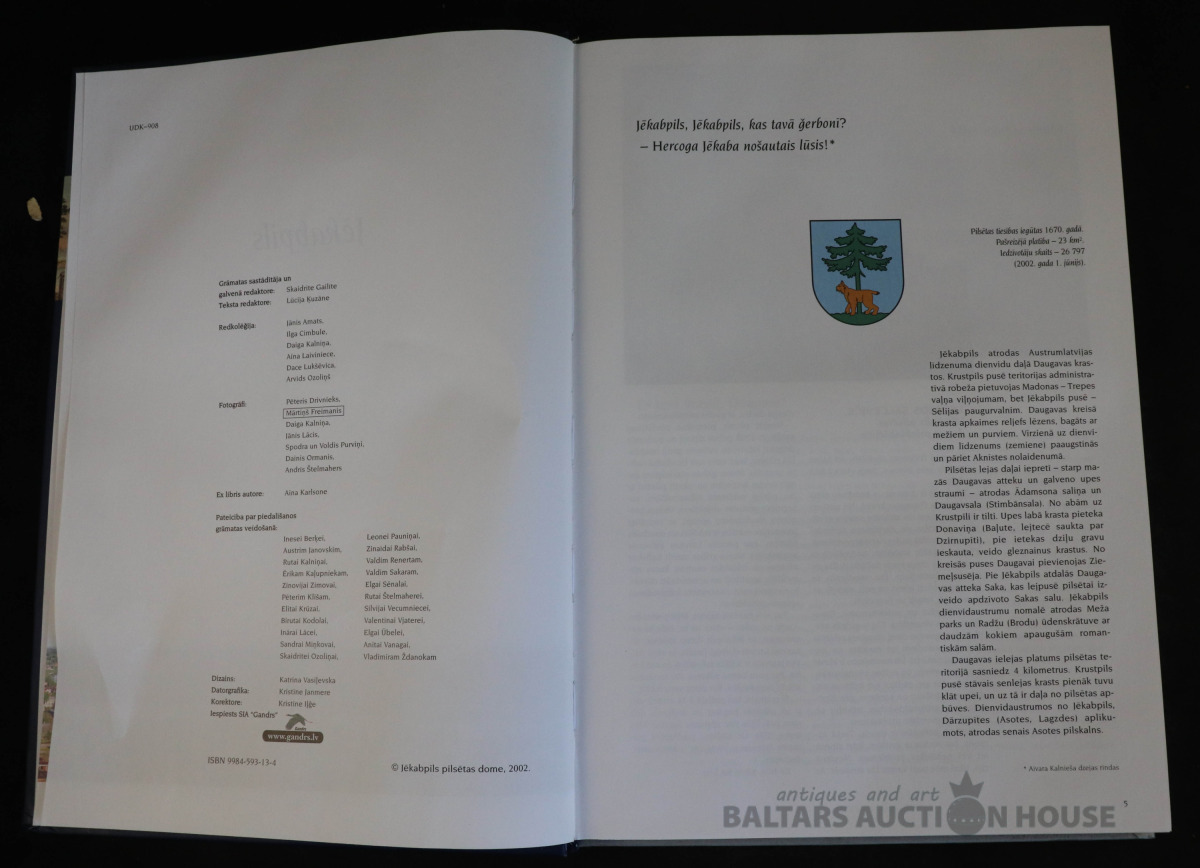 UDK–908
Grāmatas sastādītāja un
galvenā redaktore: Skaidrīte Gailīte
Teksta redaktore: Lūcija Ķuzāne
Redkolēģija: Jānis Amats,
Ilga Cimbule,
Daiga Kalniņa,
Aina Laiviniece,
Dace Lukšēvica,
Arvids Ozoliņš
Fotogrāfi: Pēteris Drivnieks,
Mārtiņš Freimanis
Daiga Kalniņa,
Jānis Lācis,
Spodra un Voldis Purviņi,
Dainis Ormanis,
Andris Štelmahers
Ex libris autore: Aina Karlsone
Pateicība par piedalīšanos
grāmatas veidošanā:
Inesei Berķei,
Austrim Janovskim,
Rutai Kalniņai,
Ērikam Kaļupniekam,
Zinovijai Zimovai,
Pēterim Klišam,
Elitai Krūzai,
Birutai Kodolai,
Inārai Lācei,
Sandrai Miņkovai,
Skaidrītei Ozoliņai,
Leonei Pauniņai,
Zinaidai Rabšai,
Valdim Renertam,
Valdim Sakaram,
Elgai Sēnalai,
Rutai Štelmaherei,
Silvijai Vecumniecei,
Valentīnai Vjaterei,
Elgai Ūbelei,
Anitai Vanagai,
Vladimiram Ždanokam
Dizains: Katrīna Vasiļevska
Datorgrafika: Kristīne Janmere
Korektore: Kristīne Iļģe
Iespiests SIA "Gandrs"
Gandrs
www.gandrs.lv
ISBN 9984-593-13-4
© Jēkabpils pilsētas dome, 2002.
Jēkabpils, Jēkabpils, kas tavā ģerbonī?
– Hercoga Jēkaba nošautais lūsis!*
Pilsētas tiesības iegūtas 1670. gadā.
Pašreizējā platība – 23 km².
Iedzīvotāju skaits – 26 797
(2002. gada 1. jūnijs).
Jēkabpils atrodas Austrumlatvijas
līdzenuma dienvidu daļā Daugavas kras-
tos. Krustpils pusē teritorijas administra-
tīvā robeža pietuvojas Madonas – Trepes
vaļņa viļņojumam, bet Jēkabpils pusē –
Sēlijas paugurvalnim. Daugavas kreisā
krasta apkaimes reljefs lēzens, bagāts ar
mežiem un purviem. Virzienā uz dienvi-
diem līdzenums (zemiene) paaugstinās
un pāriet Aknīstes nolaidenumā.
Pilsētas lejas daļai iepreti – starp ma-
zās Daugavas atteku un galveno upes
straumi – atrodas Ādamsona saliņa un
Daugavsala (Stimbānsala). No abām uz
Krustpili ir tilti. Upes labā krasta pieteka
Donaviņa (Baļute, lejtecē saukta par
Dzirnupīti), pie ietekas dziļu gravu
ieskauta, veido gleznainus krastus. No
kreisās puses Daugavai pievienojas Zie-
meļsusēja. Pie Jēkabpils atdalās Dauga-
vas atteka Saka, kas lejpusē pilsētai iz-
veido apdzīvoto Sakas salu. Jēkabpils
dienvidaustrumu nomalē atrodas Meža
parks un Radžu (Brodu) ūdenskrātuve ar
daudzām kokiem apaugušām roman-
tiskām salām.
Daugavas ielejas platums pilsētas te-
ritorijā sasniedz 4 kilometrus. Krustpils
pusē stāvais senlejas krasts pienāk tuvu
klāt upei, un uz tā ir daļa no pilsētas ap-
būves. Dienvidaustrumos no Jēkabpils,
Dārzupītes (Asotes, Lagzdes) aplīku-
mots, atrodas senais Asotes pilskalns.
* Aivara Kalnieša dotās rindas
5
antiques and art
BALTARS AUCTION HOUSE